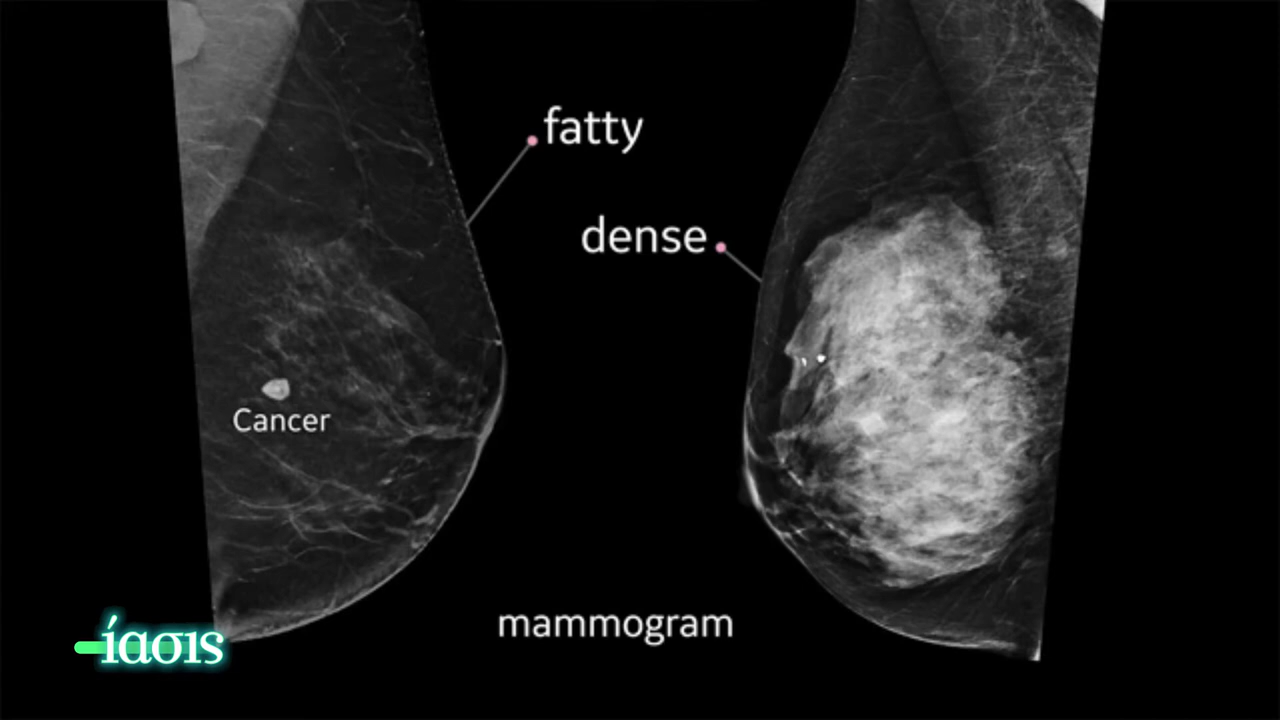 fatty
dense
Cancer
mammogram
ίασις